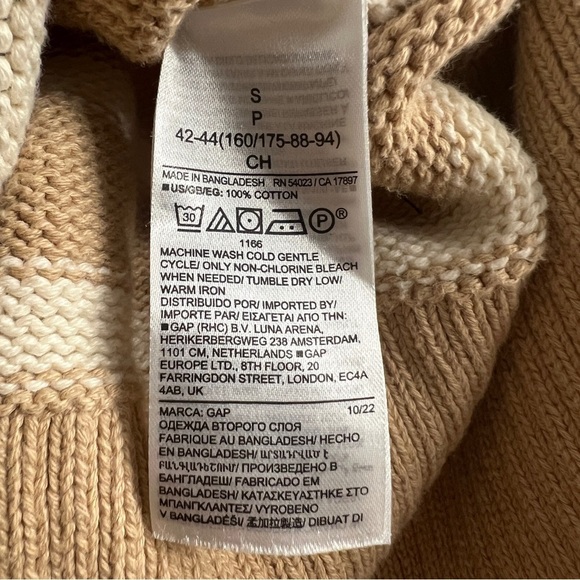 S
P
42-44(160/175-88-94)
CH
MADE IN BANGLADESH RN 54023 / CA 17897
■US/GB/EG: 100% COTTON
30 P®
1166
MACHINE WASH COLD GENTLE
CYCLE/ ONLY NON-CHLORINE BLEACH
WHEN NEEDED/ TUMBLE DRY LOW/
WARM IRON
DISTRIBUIDO POR/ IMPORTED BY/
IMPORTE PAR/ ΕΙΣΑΓΕΤΑΙ ΑΠΟ ΤΗΝ:
■GAP (RHC) B.V. LUNA ARENA,
HERIKERBERGWEG 238 AMSTERDAM,
1101 CM, NETHERLANDS ■GAP
EUROPE LTD., 8TH FLOOR, 20
FARRINGDON STREET, LONDON, EC4A
4AB, UK
MARCA: GAP 10/22
ОДЕЖДА ВТОРОГО СЛОЯ
FABRIQUE AU BANGLADESH/ HECHO
EN BANGLADESH/ ԱՐՏԱԴՐՎԱԾ Է
ԲԱՆԳԼԱԴԵՇՈՒՄ/ ПРОИЗВЕДЕНО В
БАНГЛАДЕШ/ FABRICADO EM
BANGLADESH/ ΚΑΤΑΣΚΕΥΑΣΤΗΚΕ ΣΤΟ
ΜΠΑΓΚΛΑΝΤΕΣ/ VYROBENO
V BANGLADÉŠI/ 孟加拉製造/ DIBUAT DI